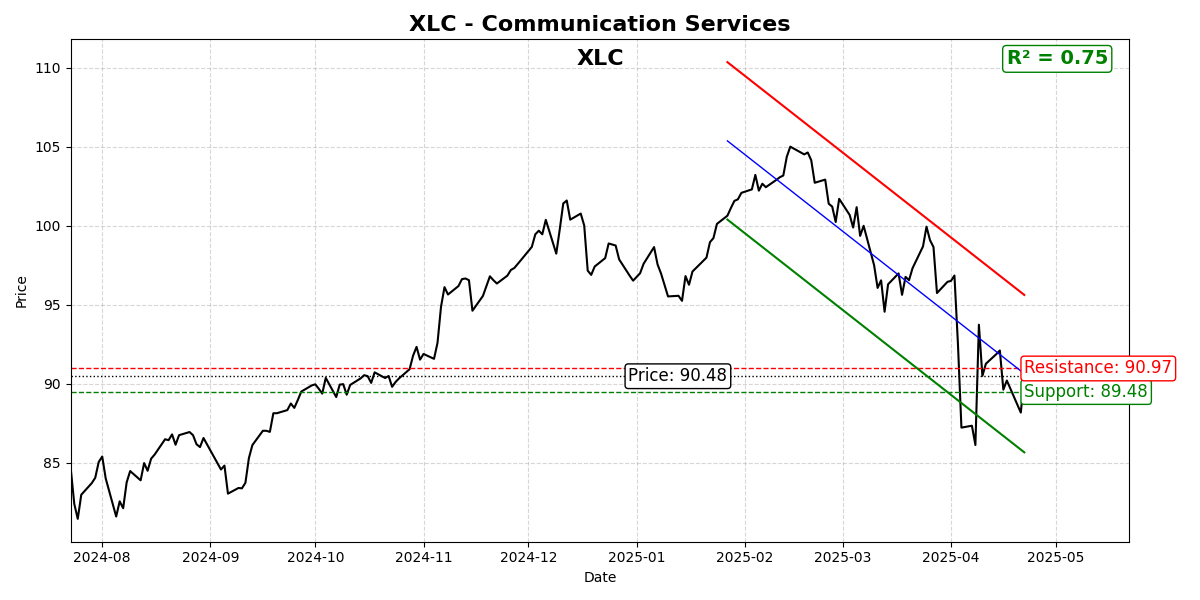 XLC - Communication Services
XLC
R² = 0.75
110
105
100
95
90
85
Price
Price: 90.48
Resistance: 90.97
Support: 89.48
2024-08
2024-09
2024-10
2024-11
2024-12
2025-01
2025-02
2025-03
2025-04
2025-05
Date